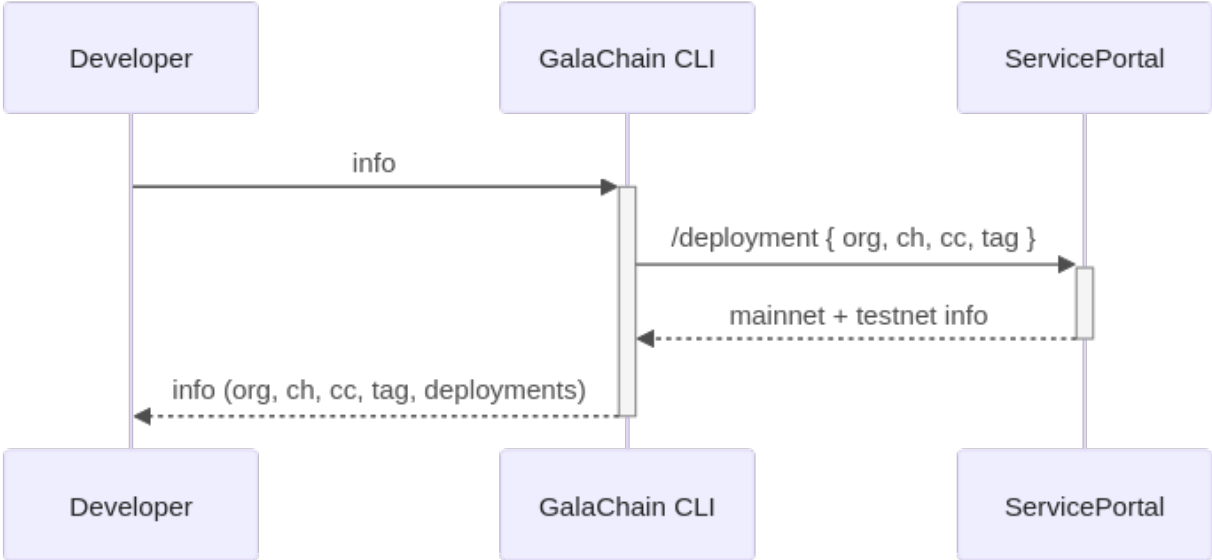 Developer
GalaChain CLI
ServicePortal
info
/deployment { org, ch, cc, tag }
mainnet + testnet info
info (org, ch, cc, tag, deployments)
Developer
GalaChain CLI
ServicePortal